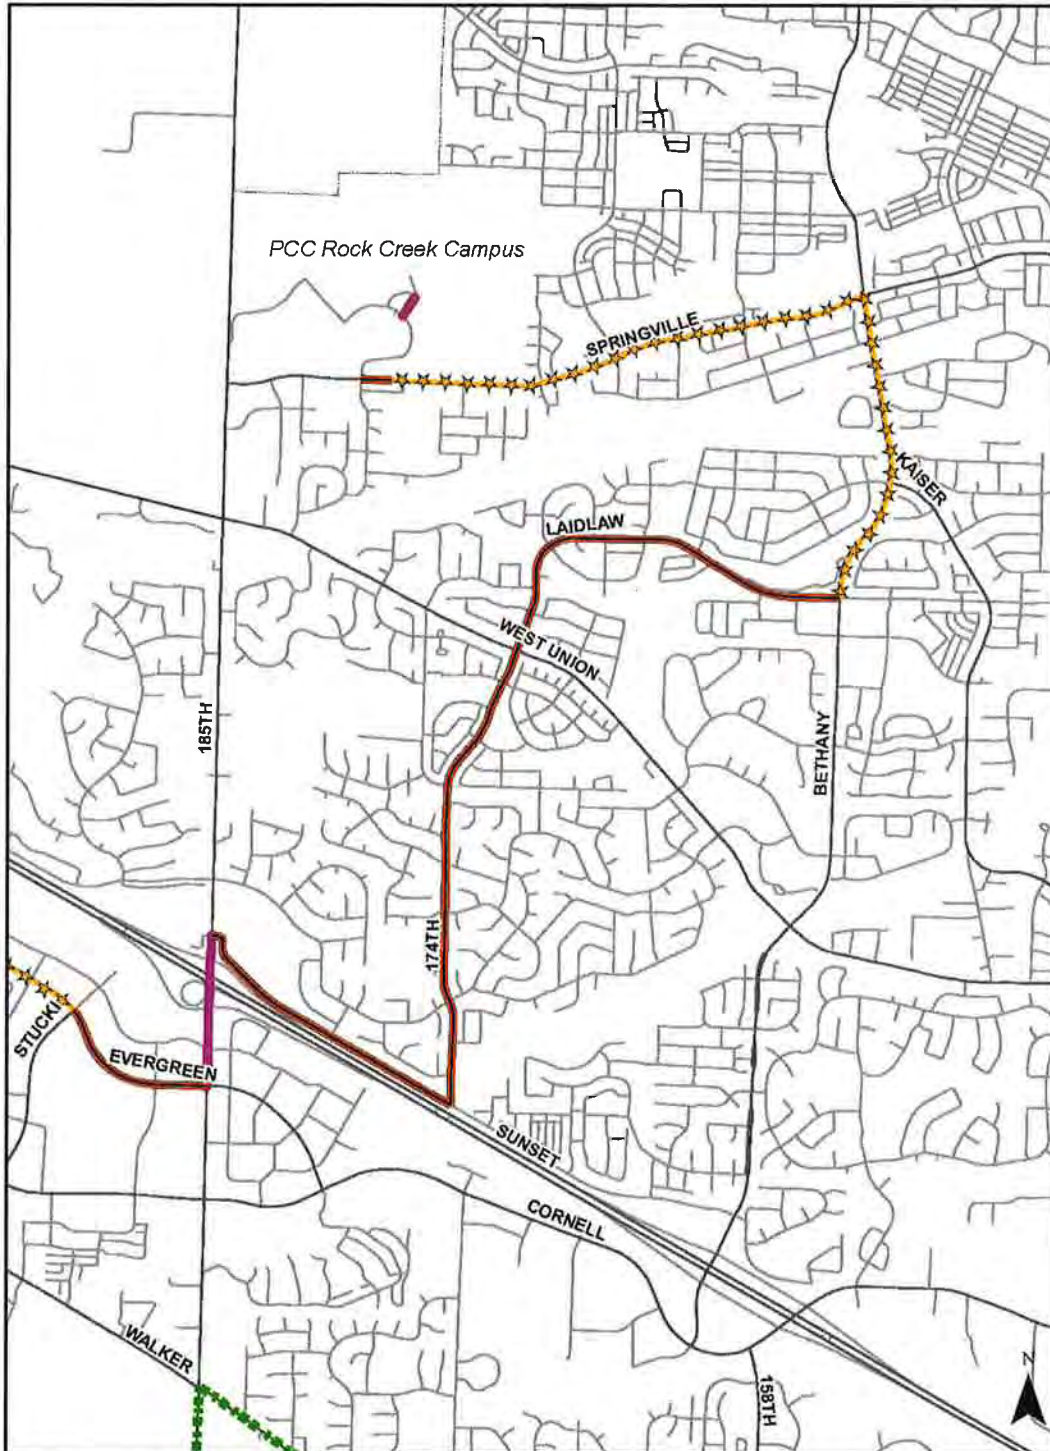 PCC Rock Creek Campus
SPRINGVILLE
KAISER
LAIDLAW
WEST UNION
185TH
BETHANY
174TH
STUCKI
EVERGREEN
SUNSET
CORNELL
WALKER
158TH
N